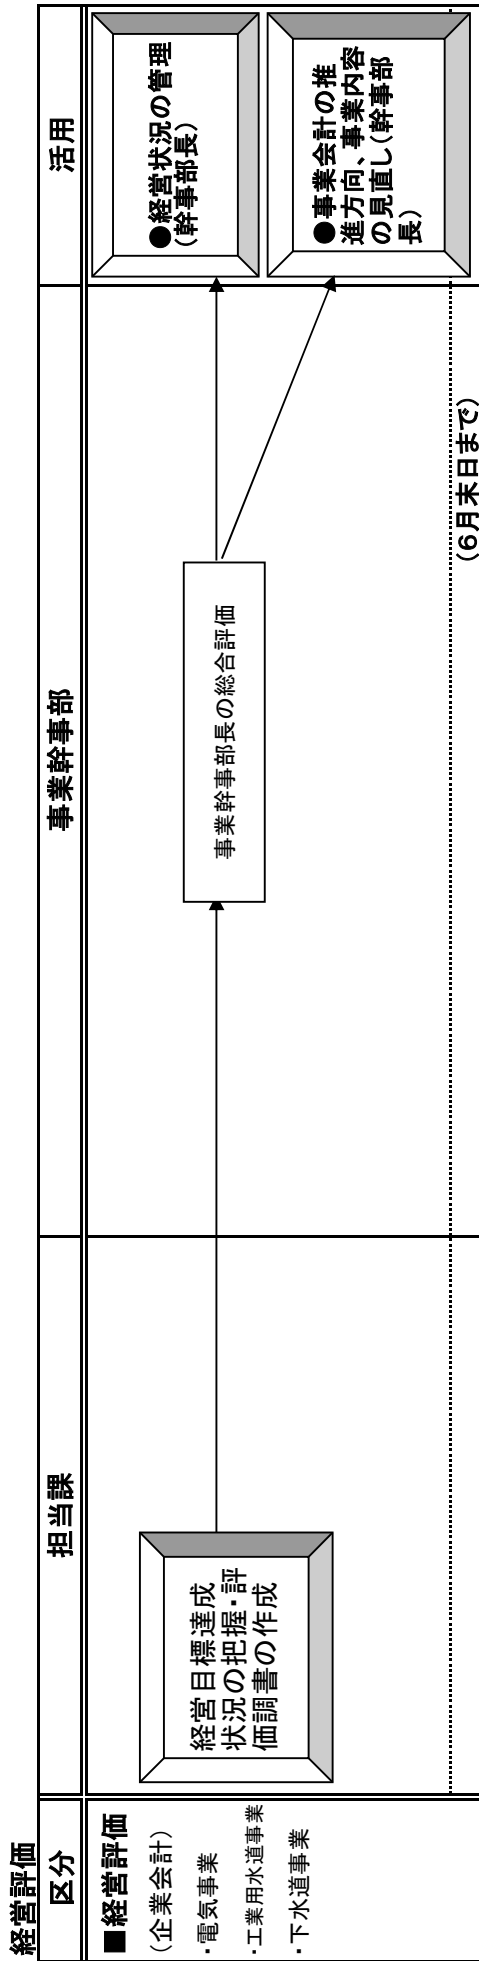 経営評価
区分
担当課
事業幹事部
活用
■経営評価
(企業会計)
・電気事業
・工業用水道事業
・下水道事業
経営目標達成
状況の把握・評
価調書の作成
事業幹事部長の総合評価
●経営状況の管理
(幹事部長)
●事業会計の推
進方向、事業内容
の見直し(幹事部
長)
(6月末日まで)